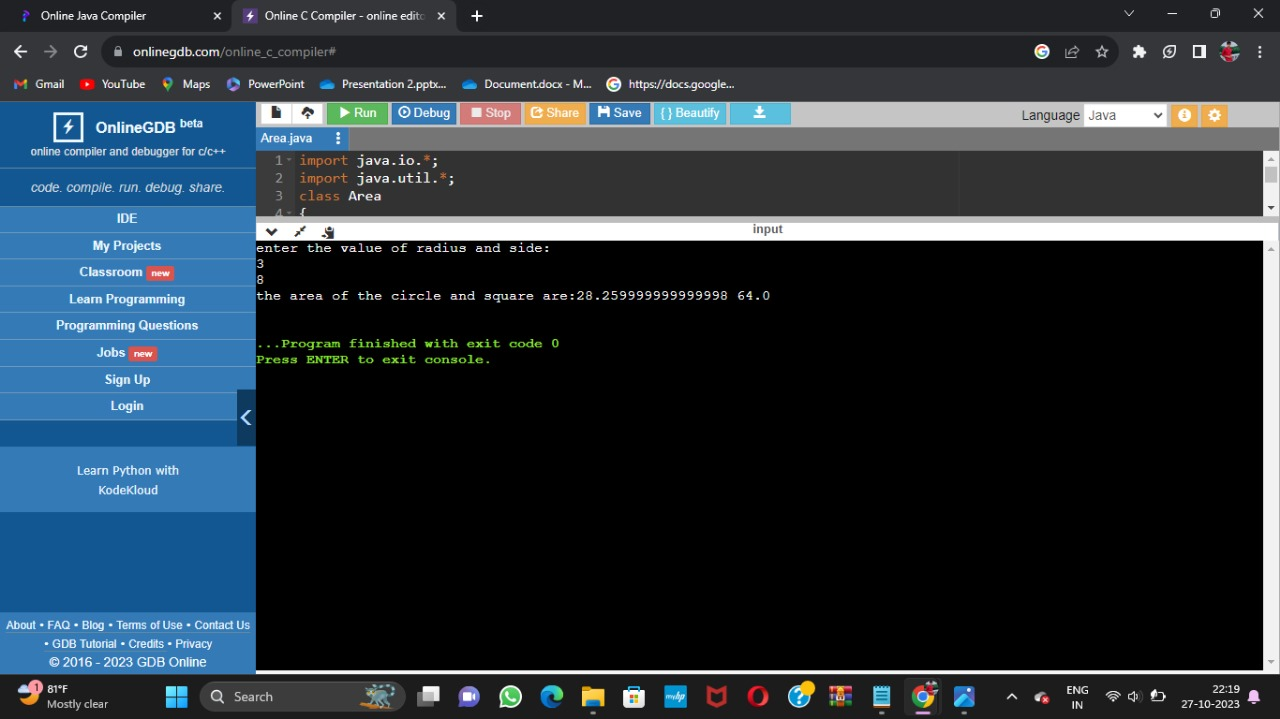 Online Java Compiler
Online C Compiler - online edito
onlinegdb.com/online_c_compiler#
Gmail YouTube Maps PowerPoint Presentation 2.pptx... Document.docx - M... https://docs.google...
OnlineGDB beta
online compiler and debugger for c/c++
code. compile. run. debug. share.
IDE
My Projects
Classroom new
Learn Programming
Programming Questions
Jobs new
Sign Up
Login
Learn Python with
KodeKloud
About • FAQ • Blog • Terms of Use • Contact Us
• GDB Tutorial • Credits • Privacy
© 2016 - 2023 GDB Online
Run Debug Stop Share Save { } Beautify Language Java
Area.java
1 import java.io.*;
2 import java.util.*;
3 class Area
4 {
input
enter the value of radius and side:
3
8
the area of the circle and square are:28.259999999999998 64.0
...Program finished with exit code 0
Press ENTER to exit console.
1
81°F
Mostly clear
Search
myhp
ENG
IN
22:19
27-10-2023